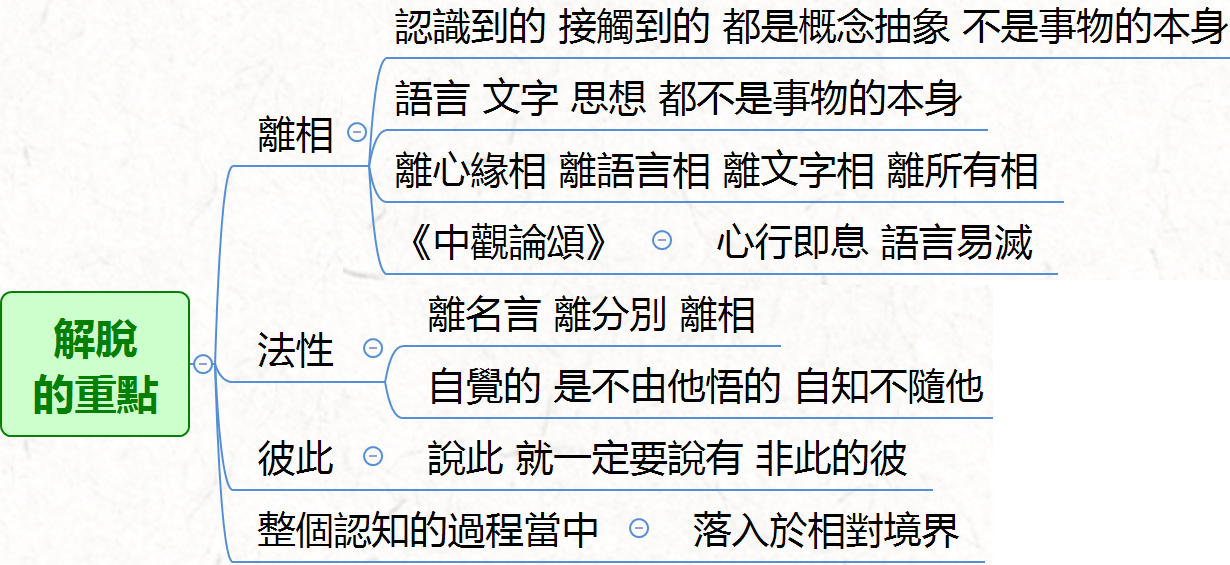 認識到的 接觸到的 都是概念抽象 不是事物的本身
語言 文字 思想 都不是事物的本身
離相
離心緣相 離語言相 離文字相 離所有相
《中觀論頌》 心行即息 語言易滅
解脫
的重點
法性
離名言 離分別 離相
自覺的 是不由他悟的 自知不隨他
彼此 說此 就一定要說有 非此的彼
整個認知的過程當中 落入於相對境界